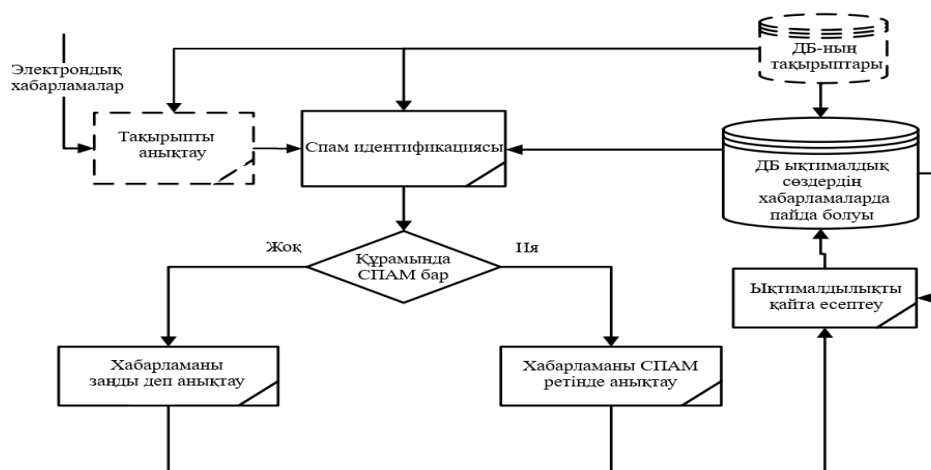 Электрондық
хабарламалар
ДБ-ның
тақырыптары
Тақырыпты
анықтау
Спам идентификациясы
ДБ ықтималдық
сөздердің
хабарламаларда
пайда болуы
Жоқ
Құрамында
СПАМ бар
Ия
Ықтималдылықты
қайта есептеу
Хабарламаны
заңды деп анықтау
Хабарламаны СПАМ
ретінде анықтау